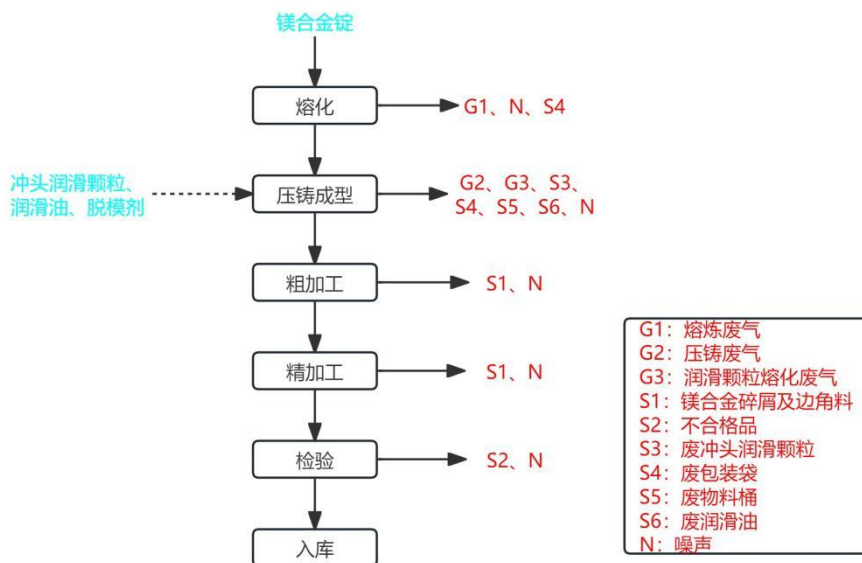 镁合金锭
熔化
G1、N、S4
冲头润滑颗粒、
润滑油、脱模剂
压铸成型
G2、G3、S3、
S4、S5、S6、N
粗加工
S1、N
精加工
S1、N
检验
S2、N
入库
G1：熔炼废气
G2：压铸废气
G3：润滑颗粒熔化废气
S1：镁合金碎屑及边角料
S2：不合格品
S3：废冲头润滑颗粒
S4：废包装袋
S5：废物料桶
S6：废润滑油
N：噪声